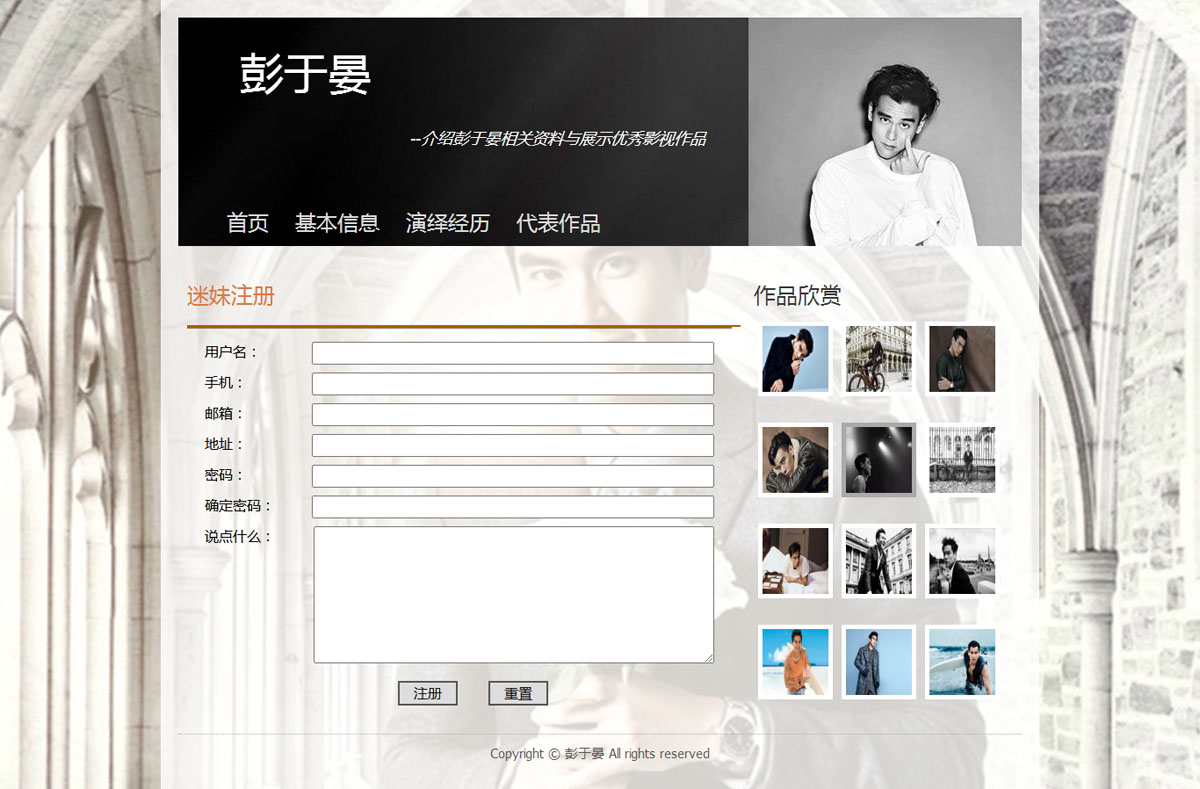 彭于晏
--介绍彭于晏相关资料与展示优秀影视作品
首页 基本信息 演绎经历 代表作品
迷妹注册
用户名：
手机：
邮箱：
地址：
密码：
确定密码：
说点什么：
注册 重置
作品欣赏
Copyright © 彭于晏 All rights reserved